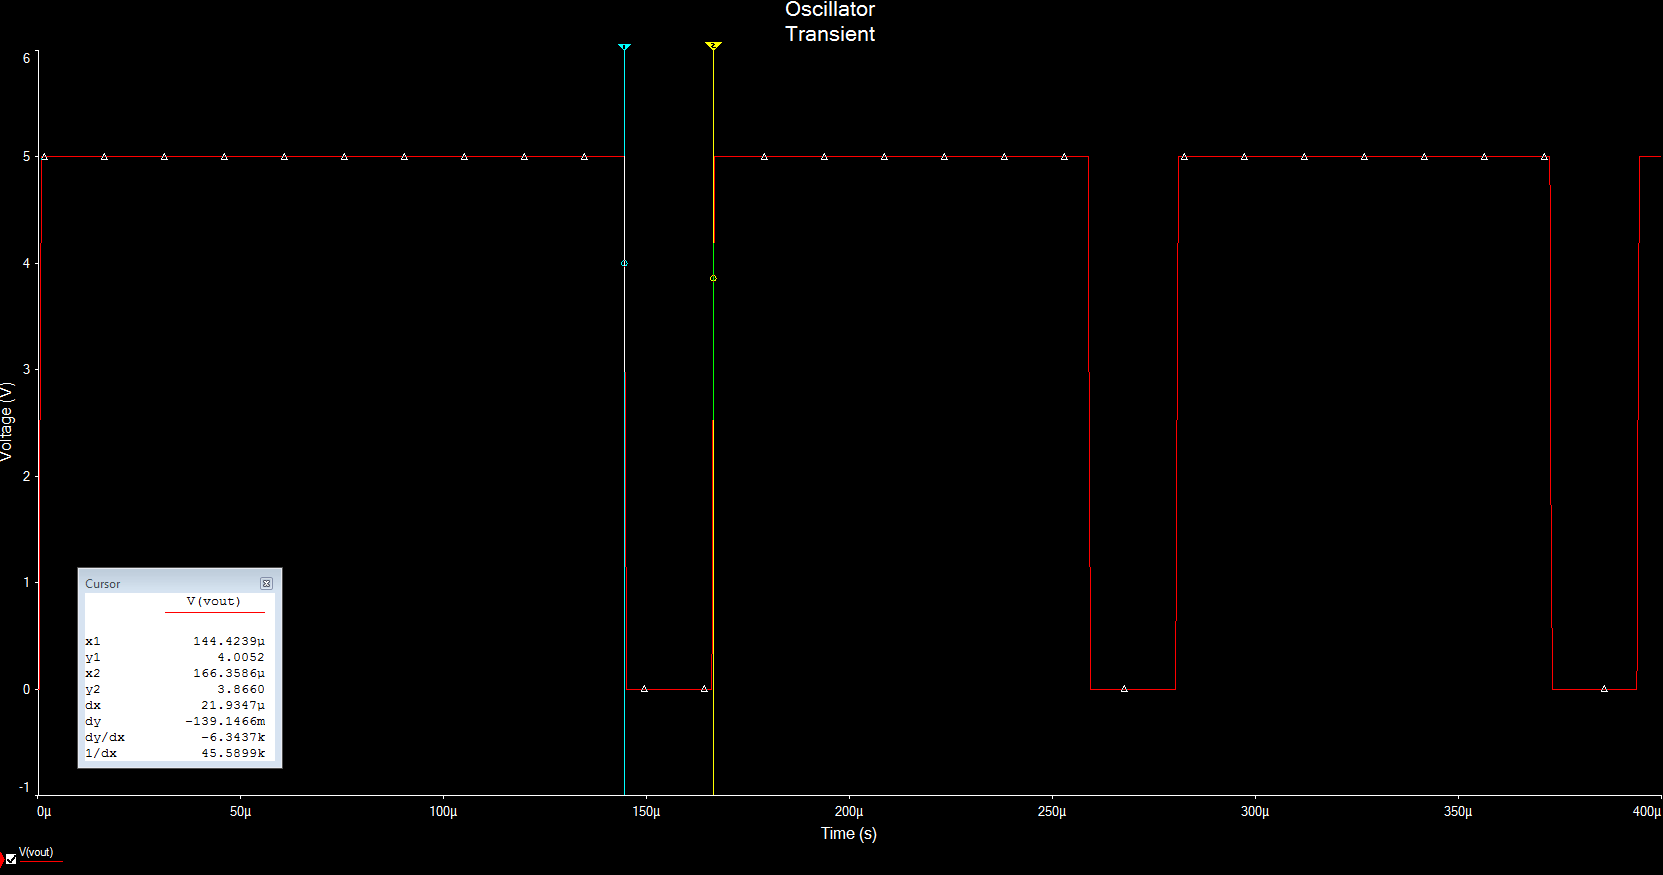 Oscillator
Transient
6
5
4
3
2
1
0
-1
Voltage (V)
1
2
Cursor
V(vout)
x1 144.4239µ
y1 4.0052
x2 166.3586µ
y2 3.8660
dx 21.9347µ
dy -139.1466m
dy/dx -6.3437k
1/dx 45.5899k
0µ 50µ 100µ 150µ 200µ 250µ 300µ 350µ 400µ
Time (s)
V(vout)